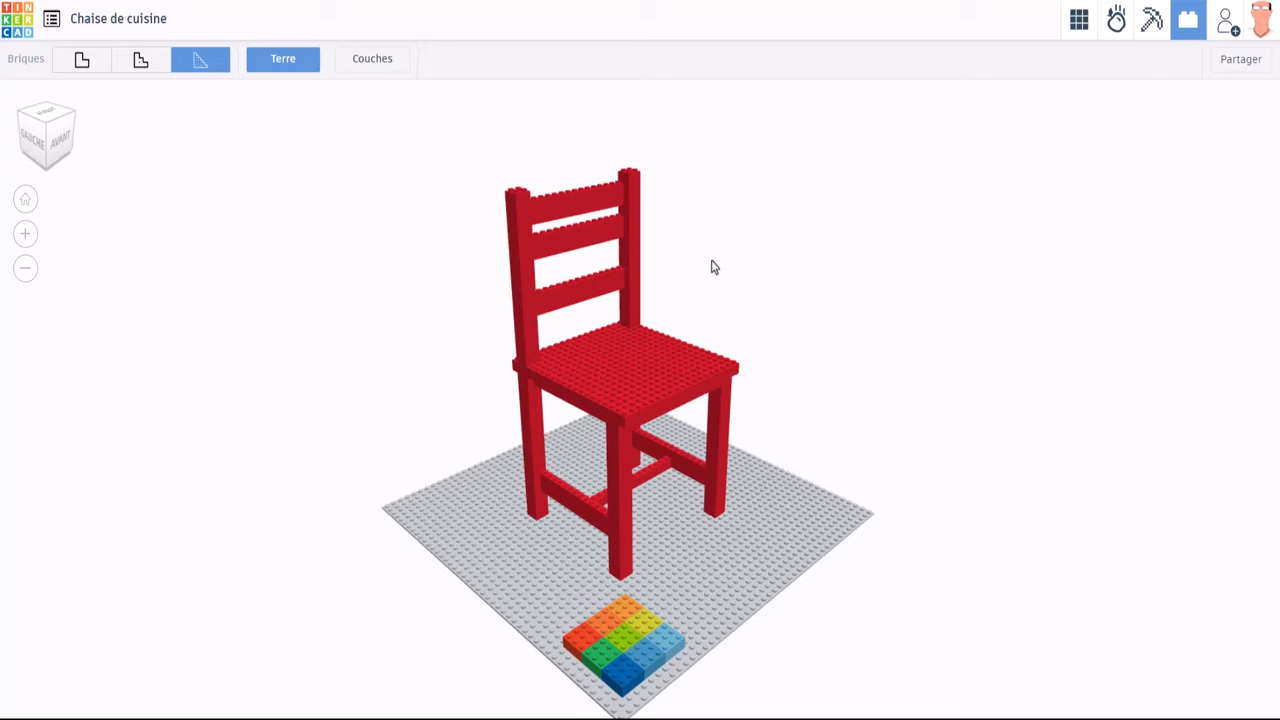 TIN
KER
CAD
Chaise de cuisine
Briques
Terre
Couches
Partager
GAUCHE
AVANT